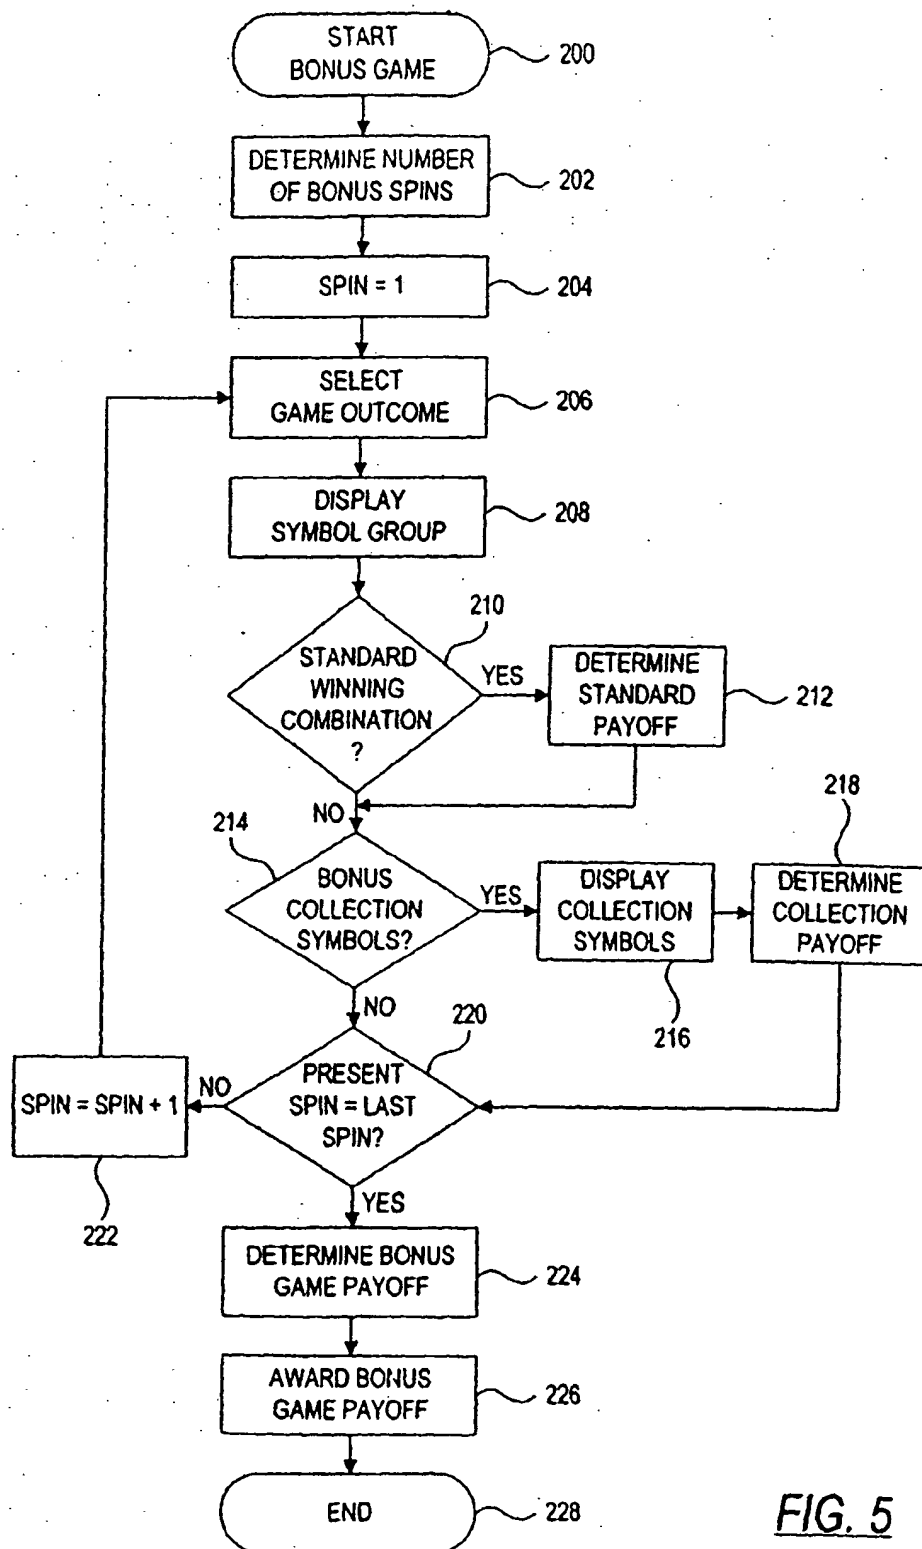 START
BONUS GAME
200
DETERMINE NUMBER
OF BONUS SPINS
202
SPIN = 1
204
SELECT
GAME OUTCOME
206
DISPLAY
SYMBOL GROUP
208
210
STANDARD
WINNING
COMBINATION
?
YES
DETERMINE
STANDARD
PAYOFF
212
NO
214
BONUS
COLLECTION
SYMBOLS?
YES
DISPLAY
COLLECTION
SYMBOLS
216
218
DETERMINE
COLLECTION
PAYOFF
NO
220
PRESENT
SPIN = LAST
SPIN?
NO
SPIN = SPIN + 1
222
YES
DETERMINE BONUS
GAME PAYOFF
224
AWARD BONUS
GAME PAYOFF
226
END
228
FIG. 5